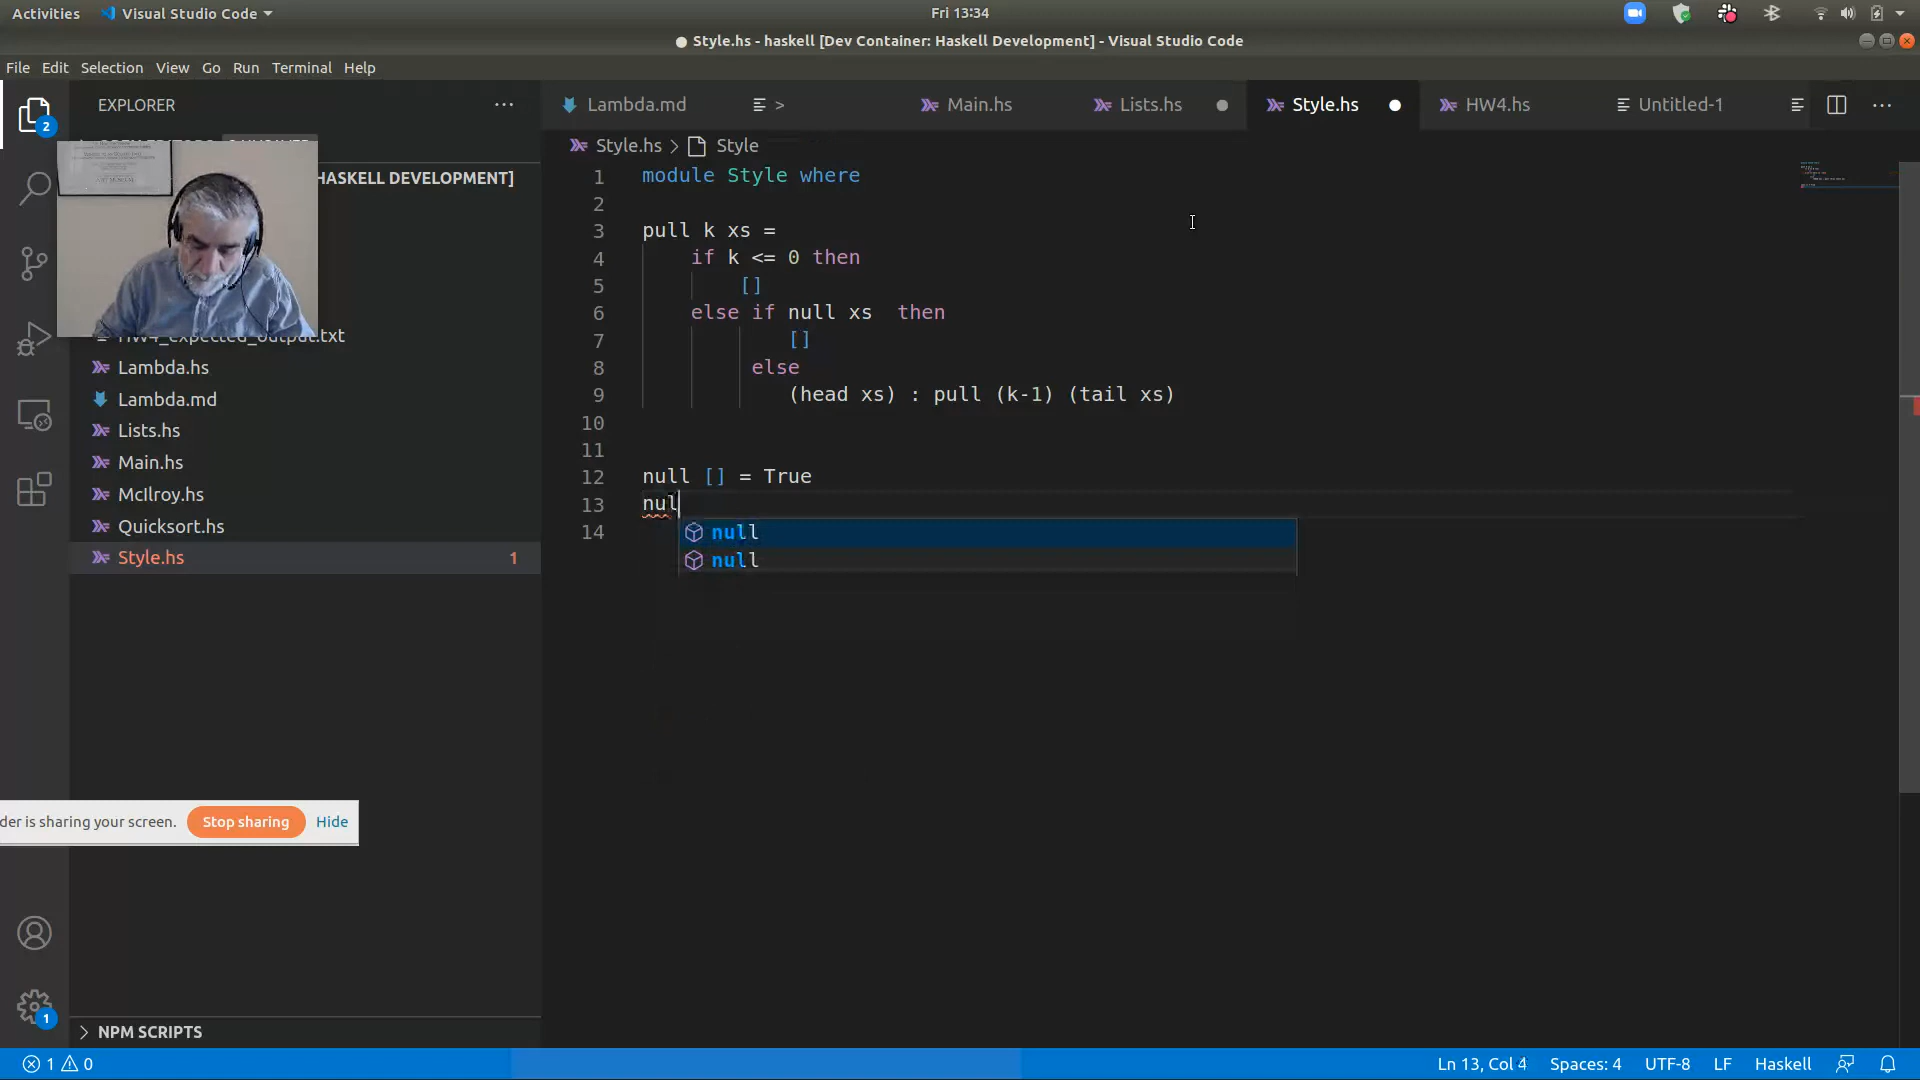 Activities
Visual Studio Code
Fri 13:34
● Style.hs - haskell [Dev Container: Haskell Development] - Visual Studio Code
File Edit Selection View Go Run Terminal Help
EXPLORER
Lambda.md
>
Main.hs
Lists.hs
Style.hs
HW4.hs
Untitled-1
2
Style.hs > Style
HASKELL DEVELOPMENT]
1 module Style where
2
3 pull k xs =
4 if k <= 0 then
5 []
6 else if null xs then
7 []
8 else
9 (head xs) : pull (k-1) (tail xs)
10
11
12 null [] = True
13 nul
14
null
null
HW4_expected_output.txt
Lambda.hs
Lambda.md
Lists.hs
Main.hs
McIlroy.hs
Quicksort.hs
Style.hs 1
der is sharing your screen. Stop sharing Hide
1
NPM SCRIPTS
1 0
Ln 13, Col 4
Spaces: 4
UTF-8
LF
Haskell